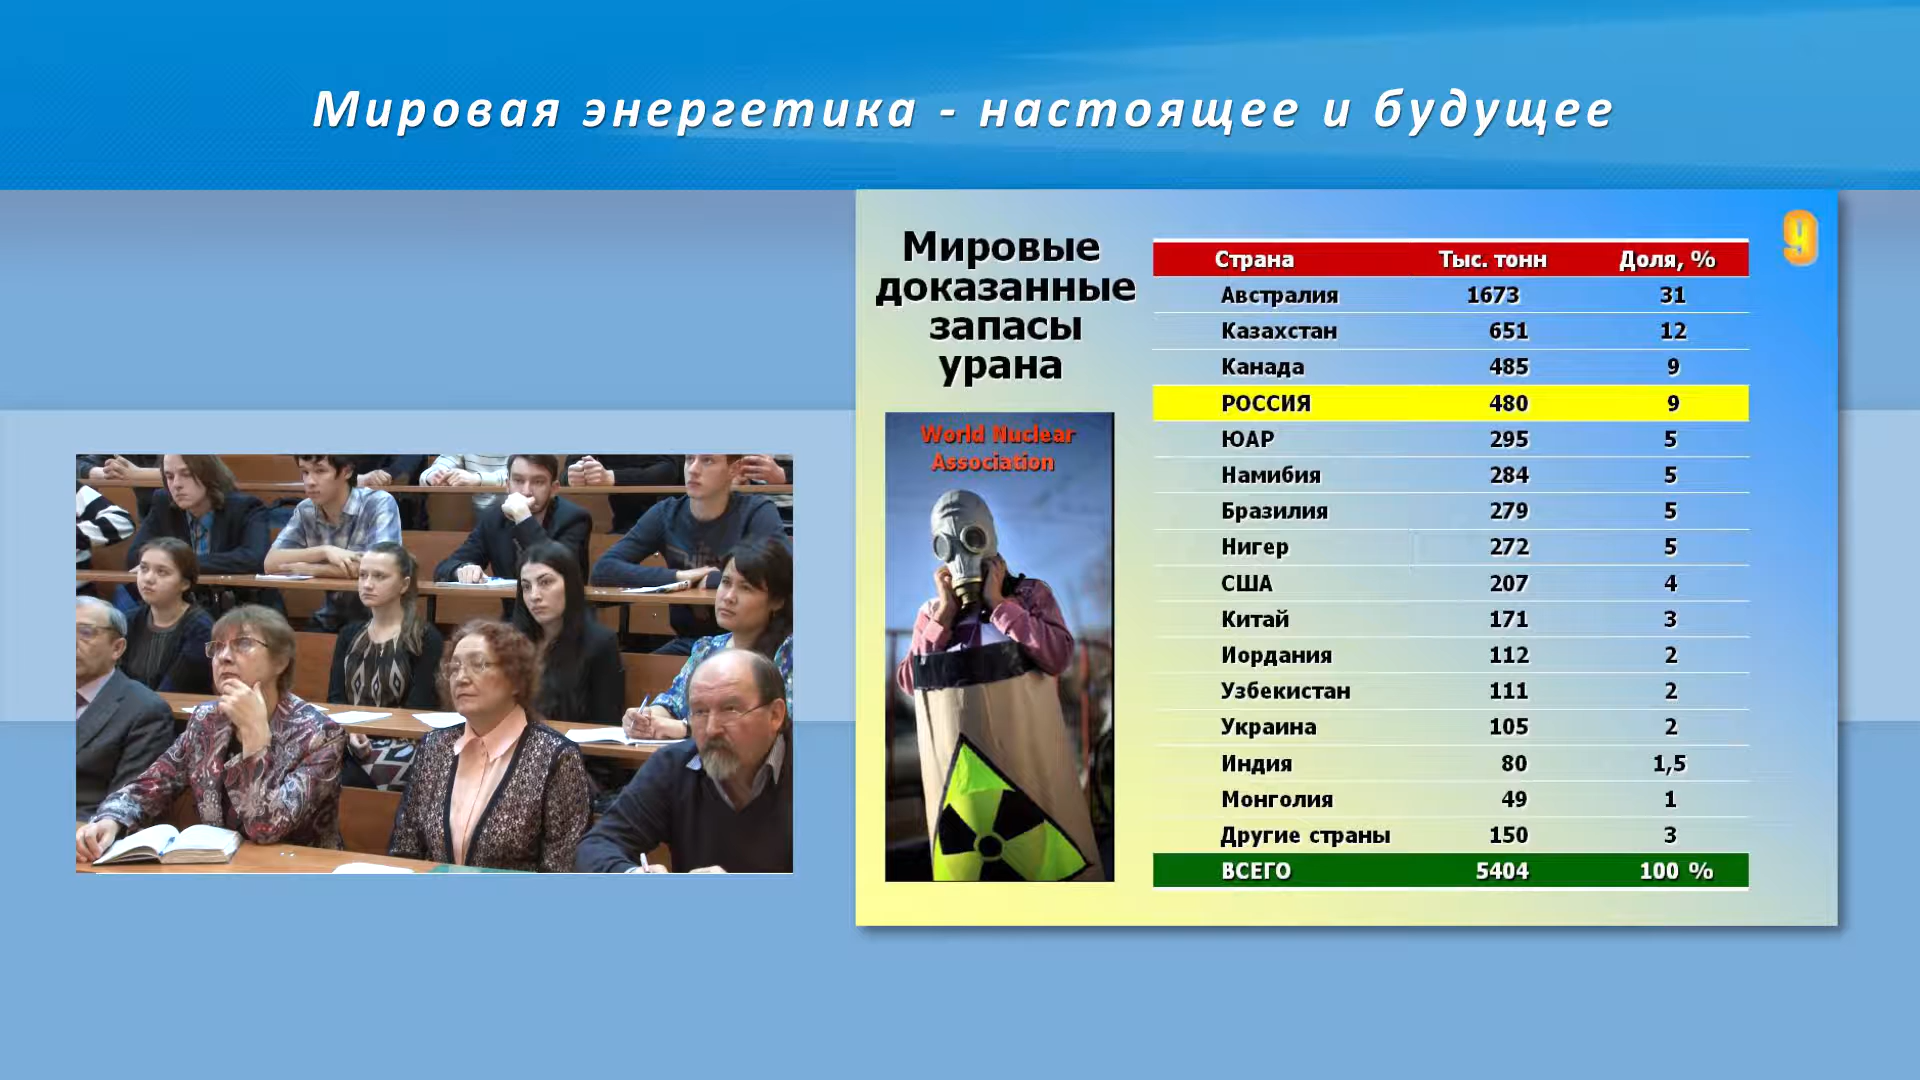 Мировая энергетика - настоящее и будущее
9
Мировые
доказанные
запасы
урана
World Nuclear
Association
Страна Тыс. тонн Доля, %
Австралия 1673 31
Казахстан 651 12
Канада 485 9
РОССИЯ 480 9
ЮАР 295 5
Намибия 284 5
Бразилия 279 5
Нигер 272 5
США 207 4
Китай 171 3
Иордания 112 2
Узбекистан 111 2
Украина 105 2
Индия 80 1,5
Монголия 49 1
Другие страны 150 3
ВСЕГО 5404 100 %